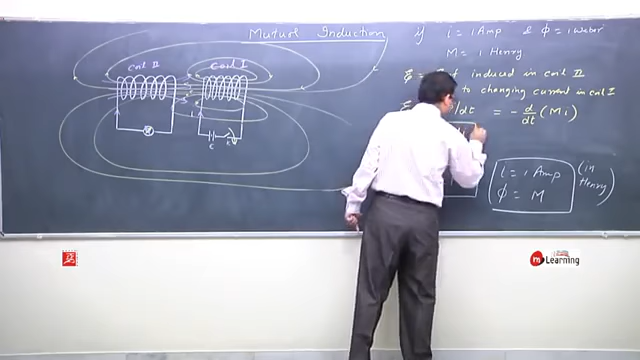 Mutual Induction
Coil II
Coil I
E
K
if i = 1 Amp & φ = 1 Weber
M = 1 Henry
induced in coil II
to changing current in coil I
/dt = - d/dt (Mi)
i = 1 Amp
φ = M
(in Henry)
m Learning